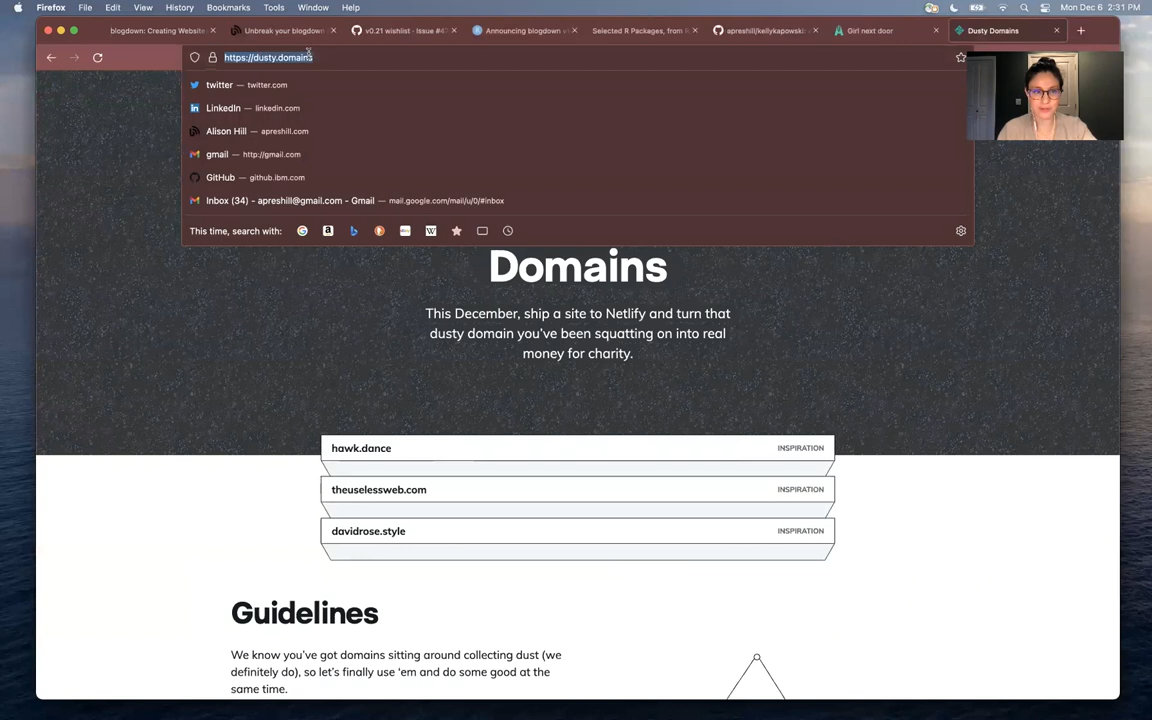 Firefox File Edit View History Bookmarks Tools Window Help Mon Dec 6 2:31 PM
blogdown: Creating Website Unbreak your blogdown v0.21 wishlist · Issue #4 Announcing blogdown v1 Selected R Packages, from R apreshill/kellykapowski Girl next door Dusty Domains
https://dusty.domains
twitter — twitter.com
LinkedIn — linkedin.com
Alison Hill — apreshill.com
gmail — http://gmail.com
GitHub — github.ibm.com
Inbox (34) - apreshill@gmail.com - Gmail — mail.google.com/mail/u/0/#inbox
This time, search with:
Domains
This December, ship a site to Netlify and turn that
dusty domain you’ve been squatting on into real
money for charity.
hawk.dance INSPIRATION
theuselessweb.com INSPIRATION
davidrose.style INSPIRATION
Guidelines
We know you’ve got domains sitting around collecting dust (we
definitely do), so let’s finally use ‘em and do some good at the
same time.